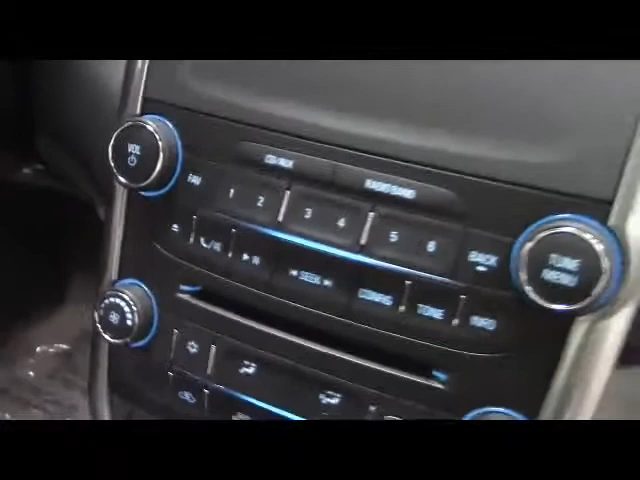 VOL
CD/AUX
RADIO BAND
FAV
1 2 3 4 5 6
BACK
TUNE
MENU
SEEK
CONFIG
TONE
INFO